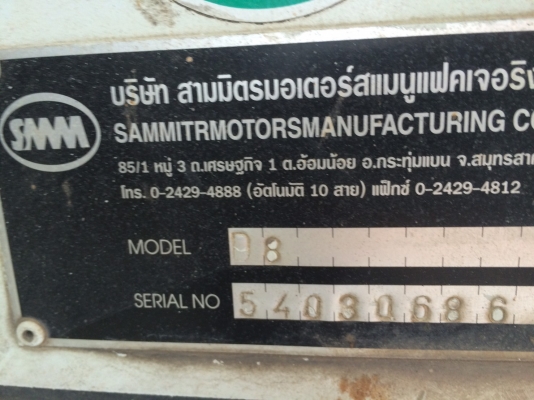 SMM
บริษัท สามมิตรมอเตอร์สแมนูแฟคเจอริง
SAMMITRMOTORSMANUFACTURING CO
85/1 หมู่ 3 ถ.เศรษฐกิจ 1 ต.อ้อมน้อย อ.กระทุ่มแบน จ.สมุทรสาค
โทร. 0-2429-4888 (อัตโนมัติ 10 สาย) แฟ็กซ์ 0-2429-4812
MODEL P8
SERIAL NO 54030686